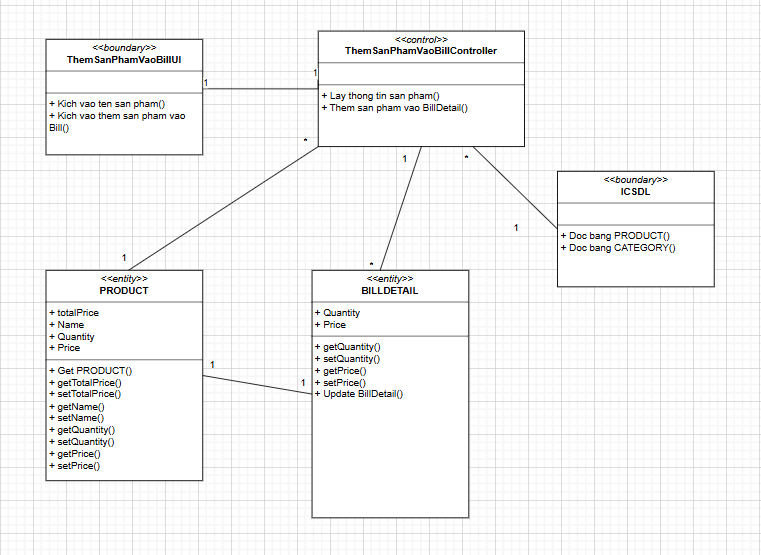 <<boundary>>
ThemSanPhamVaoBillUI
+ Kich vao ten san pham()
+ Kich vao them san pham vao
Bill()
1
1
<<control>>
ThemSanPhamVaoBillController
+ Lay thong tin san pham()
+ Them san pham vao BillDetail()
*
1
*
<<boundary>>
ICSDL
+ Doc bang PRODUCT()
+ Doc bang CATEGORY()
1
1
*
<<entity>>
PRODUCT
+ totalPrice
+ Name
+ Quantity
+ Price
+ Get PRODUCT()
+ getTotalPrice()
+ setTotalPrice()
+ getName()
+ setName()
+ getQuantity()
+ setQuantity()
+ getPrice()
+ setPrice()
1
1
<<entity>>
BILLDETAIL
+ Quantity
+ Price
+ getQuantity()
+ setQuantity()
+ getPrice()
+ setPrice()
+ Update BillDetail()